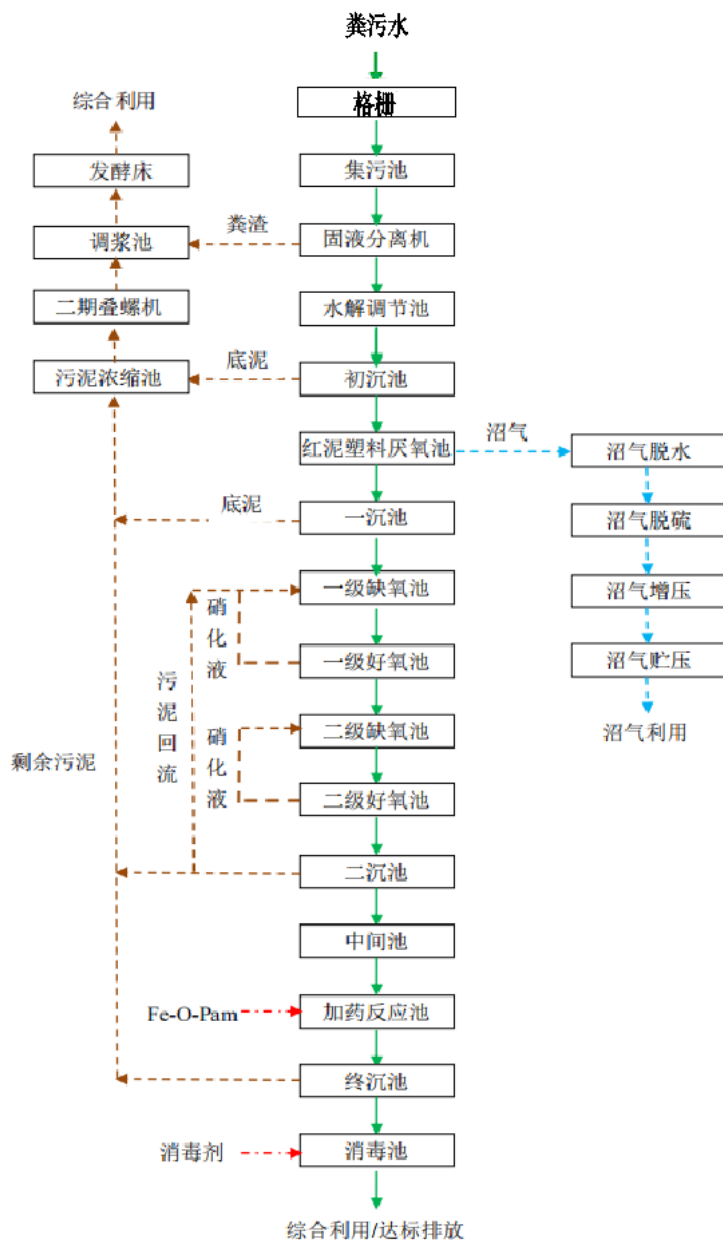 粪污水
格栅
综合利用
发酵床
集污池
粪渣
调浆池
固液分离机
二期叠螺机
水解调节池
底泥
污泥浓缩池
初沉池
沼气
红泥塑料厌氧池
沼气脱水
底泥
一沉池
沼气脱硫
一级缺氧池
硝化液
沼气增压
一级好氧池
沼气贮压
污泥回流
二级缺氧池
沼气利用
硝化液
剩余污泥
二级好氧池
二沉池
中间池
Fe-O-Pam
加药反应池
终沉池
消毒剂
消毒池
综合利用/达标排放